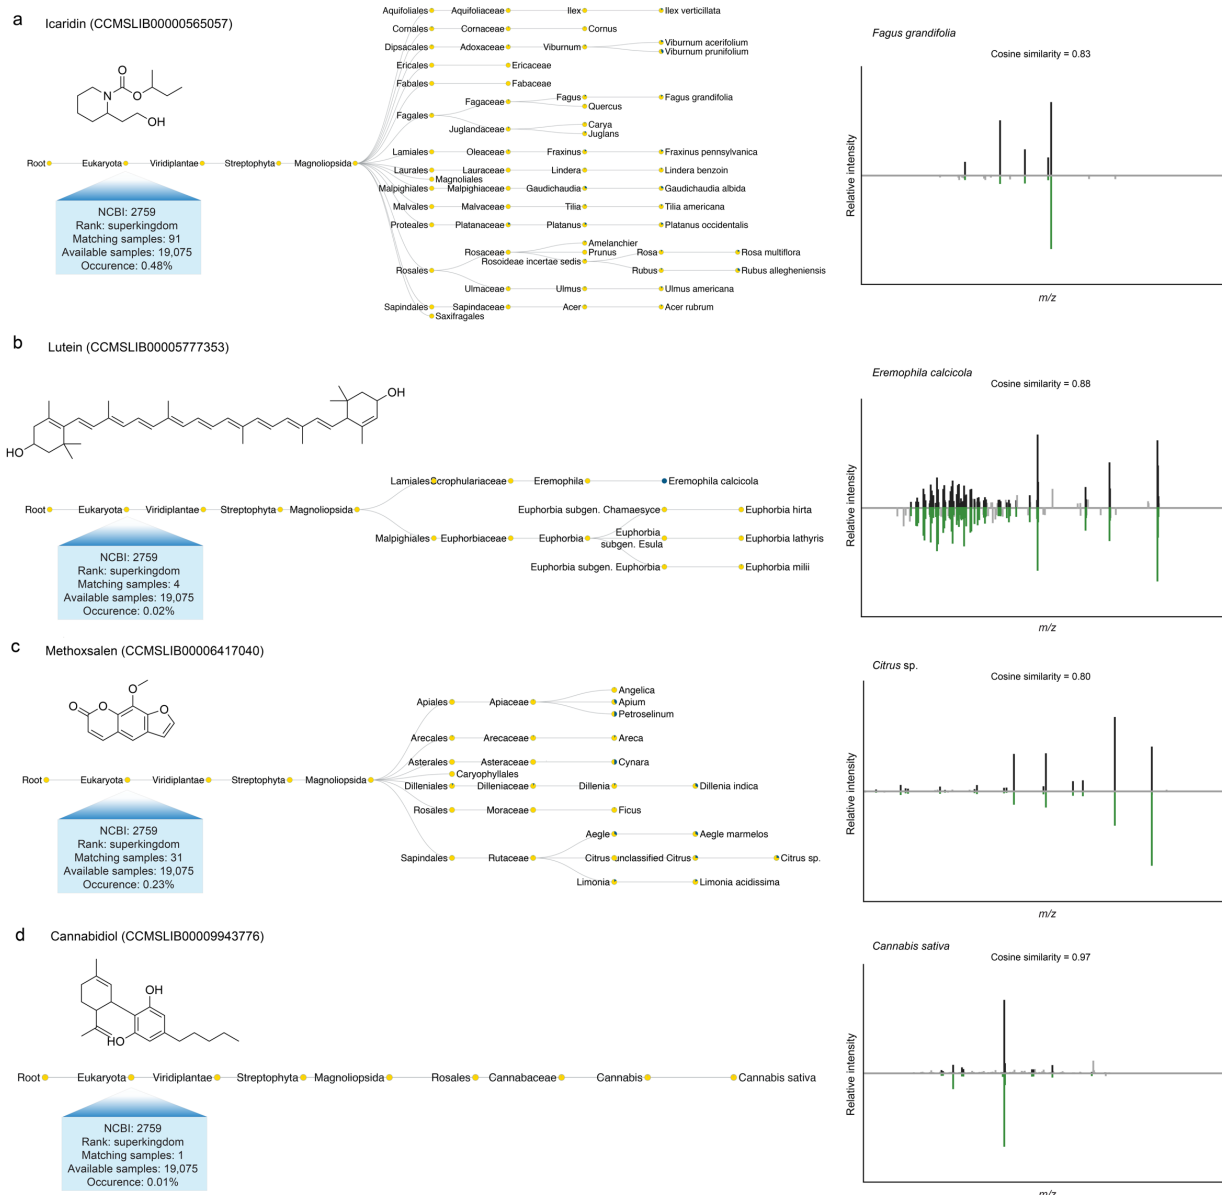 a
Icaridin (CCMSLIB00000565057)
O
N
O
OH
Root
Eukaryota
Viridiplantae
Streptophyta
Magnoliopsida
NCBI: 2759
Rank: superkingdom
Matching samples: 91
Available samples: 19,075
Occurence: 0.48%
Aquifoliales
Aquifoliaceae
Ilex
Ilex verticillata
Cornales
Cornaceae
Cornus
Dipsacales
Adoxaceae
Viburnum
Viburnum acerifolium
Viburnum prunifolium
Ericales
Ericaceae
Fabales
Fabaceae
Fagales
Fagaceae
Fagus
Fagus grandifolia
Quercus
Juglandaceae
Carya
Juglans
Lamiales
Oleaceae
Fraxinus
Fraxinus pennsylvanica
Laurales
Lauraceae
Lindera
Lindera benzoin
Magnoliales
Malpighiales
Malpighiaceae
Gaudichaudia
Gaudichaudia albida
Malvales
Malvaceae
Tilia
Tilia americana
Proteales
Platanaceae
Platanus
Platanus occidentalis
Rosales
Rosaceae
Amelanchier
Prunus
Rosoideae incertae sedis
Rosa
Rosa multiflora
Rubus
Rubus allegheniensis
Ulmaceae
Ulmus
Ulmus americana
Sapindales
Sapindaceae
Acer
Acer rubrum
Saxifragales
Fagus grandifolia
Cosine similarity = 0.83
Relative intensity
m/z
b
Lutein (CCMSLIB00005777353)
HO
OH
Root
Eukaryota
Viridiplantae
Streptophyta
Magnoliopsida
NCBI: 2759
Rank: superkingdom
Matching samples: 4
Available samples: 19,075
Occurence: 0.02%
Lamiales
crophulariaceae
Eremophila
Eremophila calcicola
Malpighiales
Euphorbiaceae
Euphorbia
Euphorbia subgen. Chamaesyce
Euphorbia hirta
Euphorbia
subgen. Esula
Euphorbia lathyris
Euphorbia subgen. Euphorbia
Euphorbia milii
Eremophila calcicola
Cosine similarity = 0.88
Relative intensity
m/z
c
Methoxsalen (CCMSLIB00006417040)
O
O
O
O
Root
Eukaryota
Viridiplantae
Streptophyta
Magnoliopsida
NCBI: 2759
Rank: superkingdom
Matching samples: 31
Available samples: 19,075
Occurence: 0.23%
Apiales
Apiaceae
Angelica
Apium
Petroselinum
Arecales
Arecaceae
Areca
Asterales
Asteraceae
Cynara
Caryophyllales
Dilleniales
Dilleniaceae
Dillenia
Dillenia indica
Rosales
Moraceae
Ficus
Sapindales
Rutaceae
Aegle
Aegle marmelos
Citrus
unclassified Citrus
Citrus sp.
Limonia
Limonia acidissima
Citrus sp.
Cosine similarity = 0.80
Relative intensity
m/z
d
Cannabidiol (CCMSLIB00009943776)
OH
HO
Root
Eukaryota
Viridiplantae
Streptophyta
Magnoliopsida
Rosales
Cannabaceae
Cannabis
Cannabis sativa
NCBI: 2759
Rank: superkingdom
Matching samples: 1
Available samples: 19,075
Occurence: 0.01%
Cannabis sativa
Cosine similarity = 0.97
Relative intensity
m/z